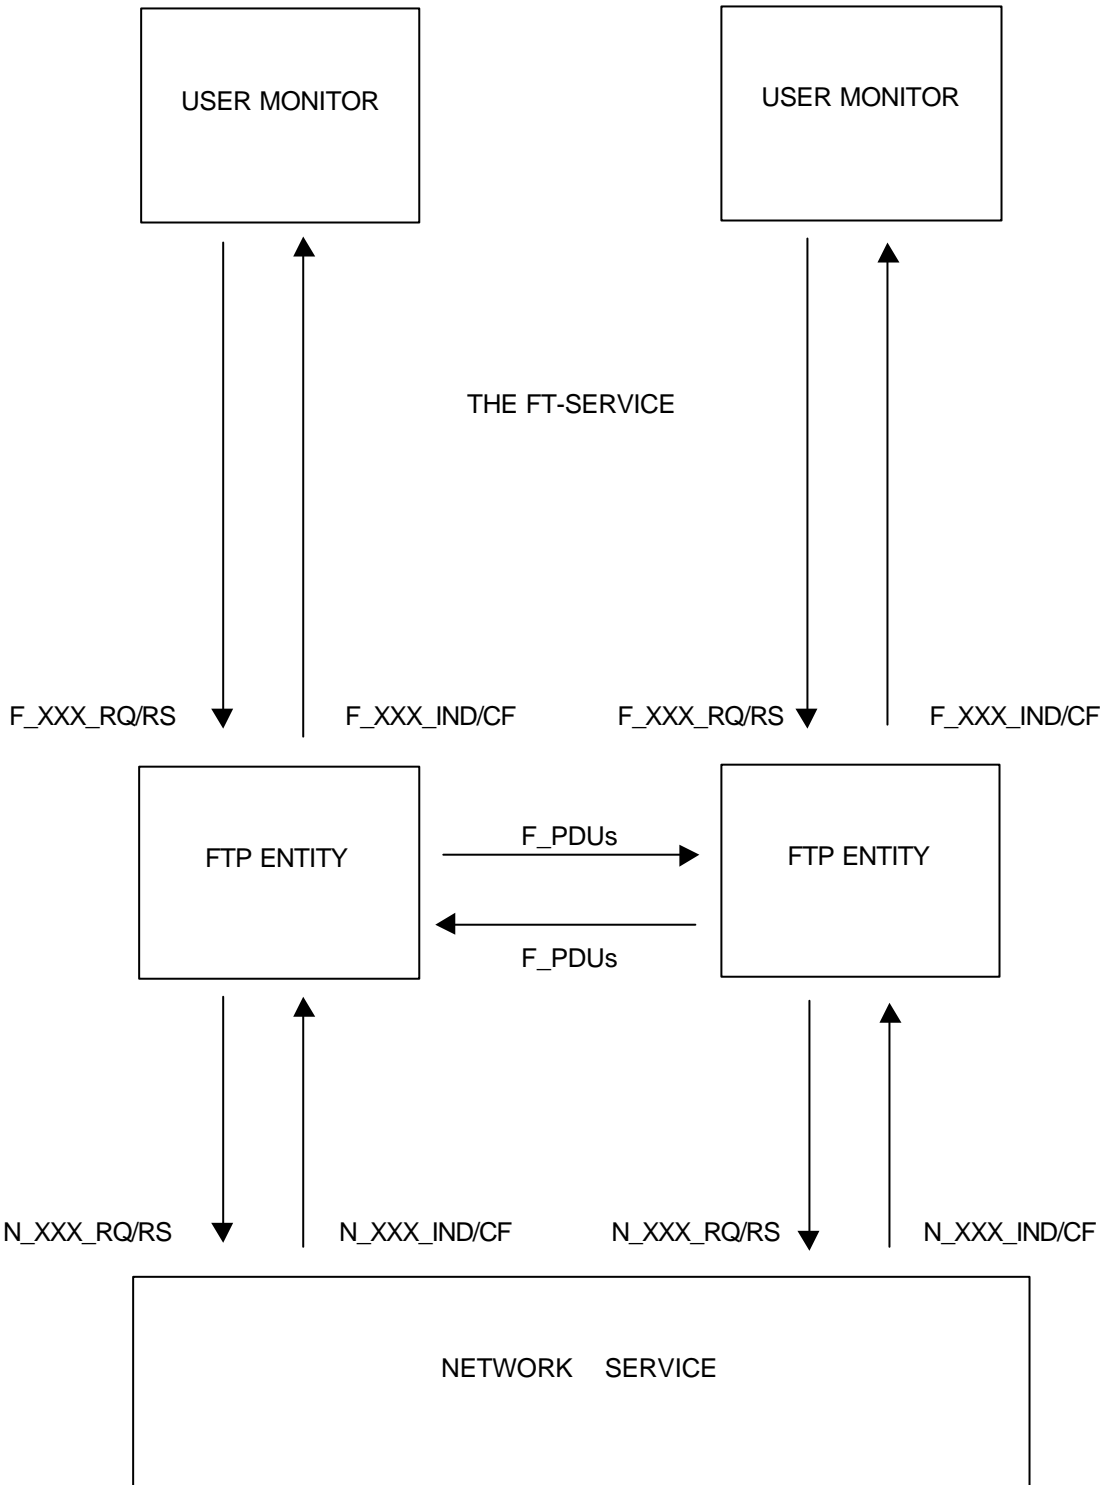 USER MONITOR
USER MONITOR
THE FT-SERVICE
F_XXX_RQ/RS
F_XXX_IND/CF
F_XXX_RQ/RS
F_XXX_IND/CF
FTP ENTITY
F_PDUs
FTP ENTITY
F_PDUs
N_XXX_RQ/RS
N_XXX_IND/CF
N_XXX_RQ/RS
N_XXX_IND/CF
NETWORK SERVICE